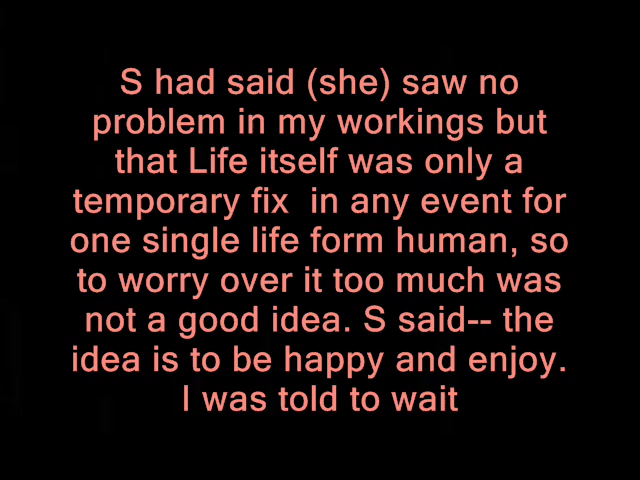 S had said (she) saw no
problem in my workings but
that Life itself was only a
temporary fix  in any event for
one single life form human, so
to worry over it too much was
not a good idea. S said-- the
idea is to be happy and enjoy.
I was told to wait